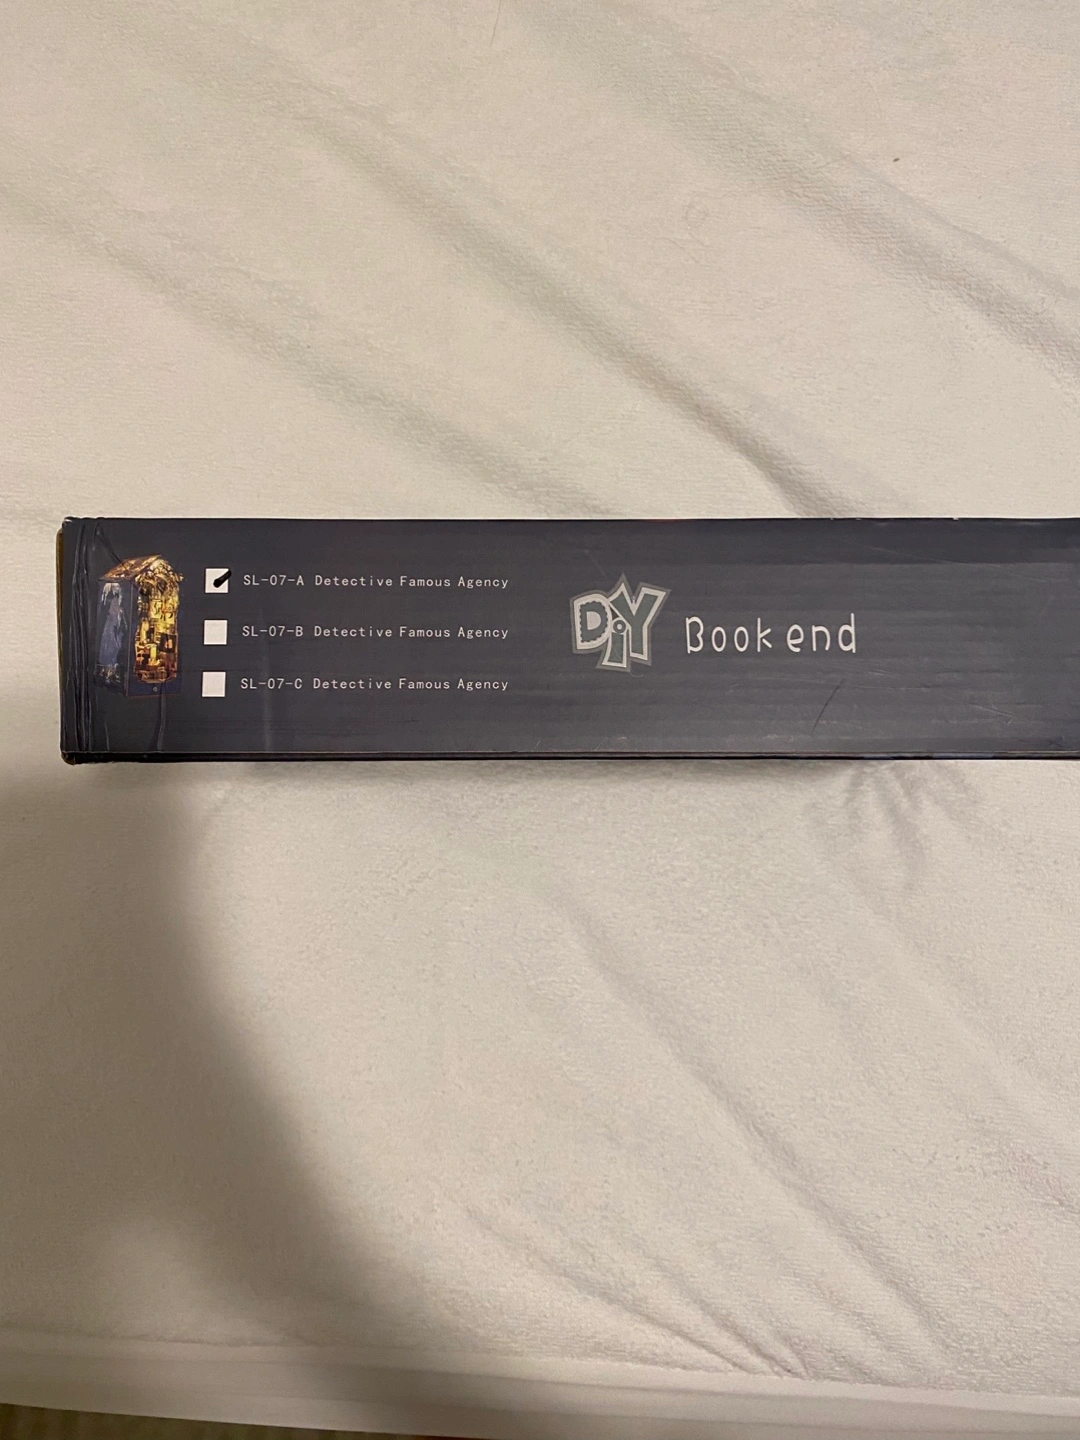 SL-07-A Detective Famous Agency
SL-07-B Detective Famous Agency
SL-07-C Detective Famous Agency
DiY
Book end